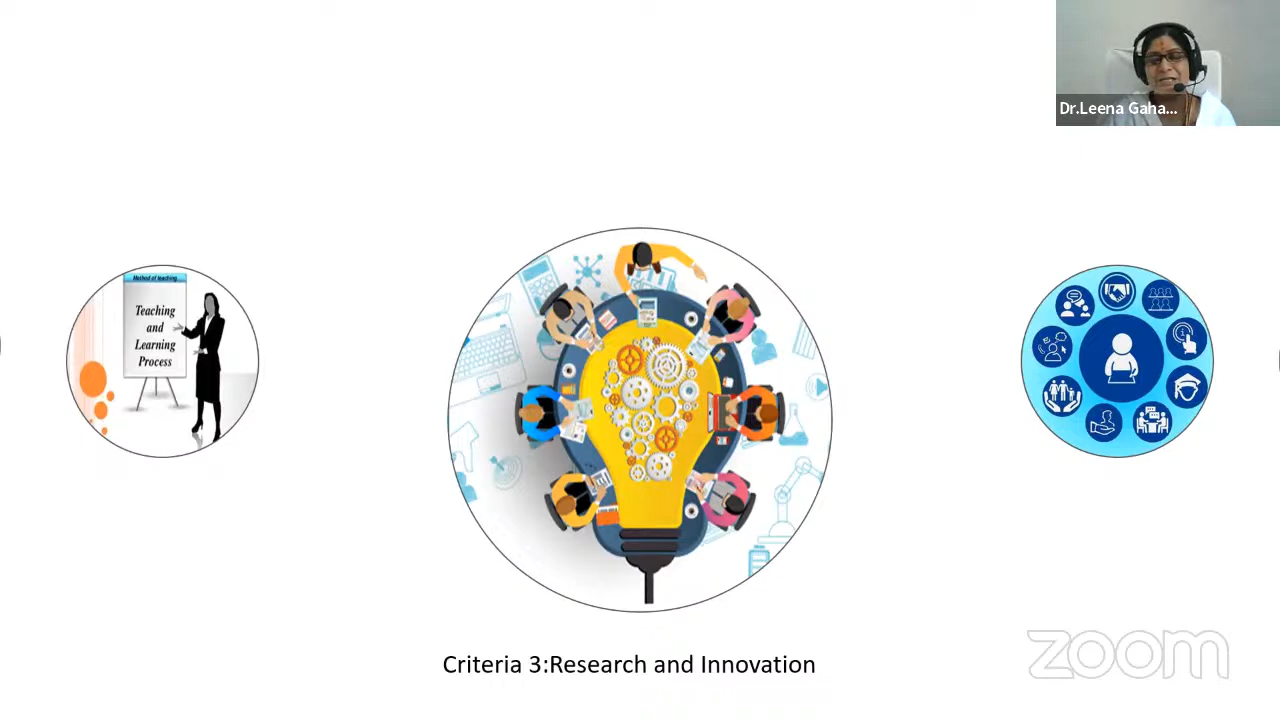 Dr.Leena Gaha...
Method of teaching
Teaching
and
Learning
Process
Criteria 3:Research and Innovation
zoom